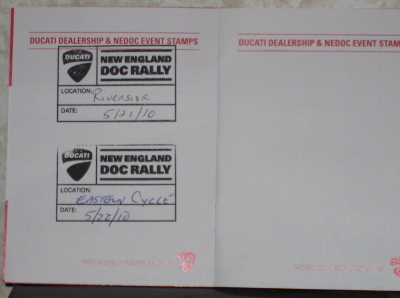 DUCATI DEALERSHIP & NEDOC EVENT STAMPS
DUCATI
NEW ENGLAND
DOC RALLY
LOCATION: Riverside
DATE: 5/21/10
DUCATI
NEW ENGLAND
DOC RALLY
LOCATION: EASTERN CYCLE
DATE: 5/22/10
DUCATI DEALERSHIP & NEDOC EVENT STAM